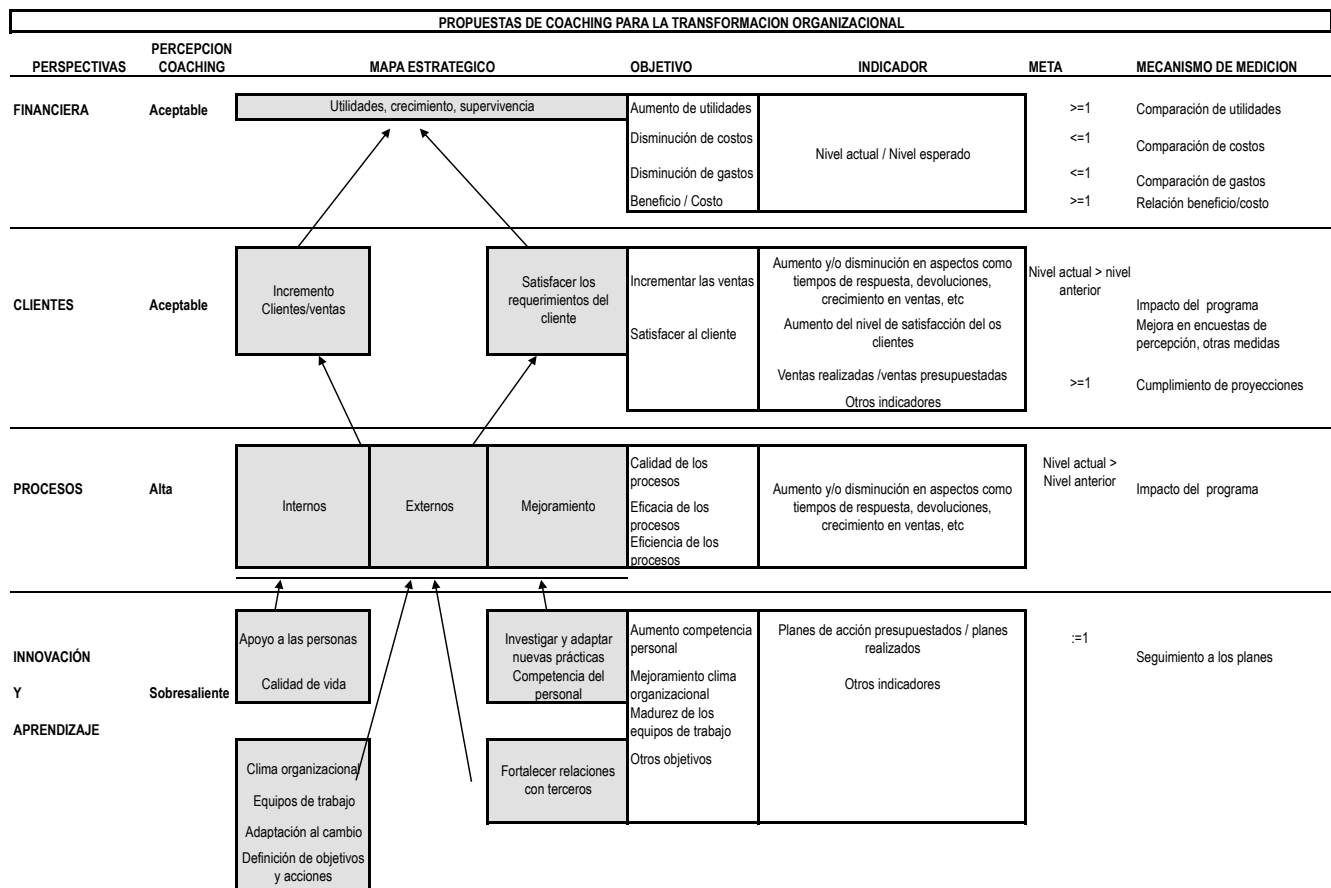 PROPUESTAS DE COACHING PARA LA TRANSFORMACION ORGANIZACIONAL
PERSPECTIVAS
PERCEPCION
COACHING
MAPA ESTRATEGICO
OBJETIVO
INDICADOR
META
MECANISMO DE MEDICION
FINANCIERA
Aceptable
Utilidades, crecimiento, supervivencia
Aumento de utilidades
Disminución de costos
Disminución de gastos
Beneficio / Costo
Nivel actual / Nivel esperado
>=1
<=1
<=1
>=1
Comparación de utilidades
Comparación de costos
Comparación de gastos
Relación beneficio/costo
CLIENTES
Aceptable
Incremento
Clientes/ventas
Satisfacer los
requerimientos del
cliente
Incrementar las ventas
Satisfacer al cliente
Aumento y/o disminución en aspectos como
tiempos de respuesta, devoluciones,
crecimiento en ventas, etc
Aumento del nivel de satisfacción del os
clientes
Ventas realizadas /ventas presupuestadas
Otros indicadores
Nivel actual > nivel
anterior
>=1
Impacto del programa
Mejora en encuestas de
percepción, otras medidas
Cumplimiento de proyecciones
PROCESOS
Alta
Internos
Externos
Mejoramiento
Calidad de los
procesos
Eficacia de los
procesos
Eficiencia de los
procesos
Aumento y/o disminución en aspectos como
tiempos de respuesta, devoluciones,
crecimiento en ventas, etc
Nivel actual >
Nivel anterior
Impacto del programa
INNOVACIÓN
Y
APRENDIZAJE
Sobresaliente
Apoyo a las personas
Calidad de vida
Investigar y adaptar
nuevas prácticas
Competencia del
personal
Clima organizacional
Equipos de trabajo
Adaptación al cambio
Definición de objetivos
y acciones
Fortalecer relaciones
con terceros
Aumento competencia
personal
Mejoramiento clima
organizacional
Madurez de los
equipos de trabajo
Otros objetivos
Planes de acción presupuestados / planes
realizados
Otros indicadores
:=1
Seguimiento a los planes